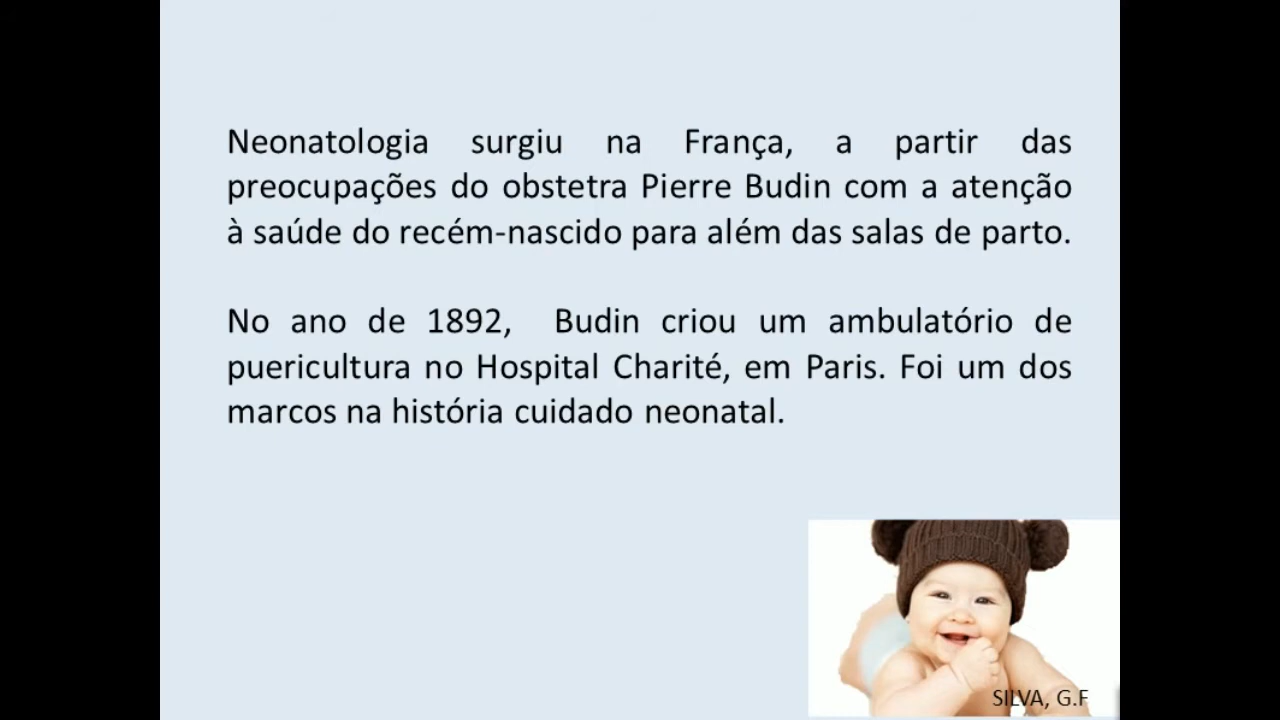 Neonatologia surgiu na França, a partir das
preocupações do obstetra Pierre Budin com a atenção
à saúde do recém-nascido para além das salas de parto.
No ano de 1892, Budin criou um ambulatório de
puericultura no Hospital Charité, em Paris. Foi um dos
marcos na história cuidado neonatal.
SILVA, G.F